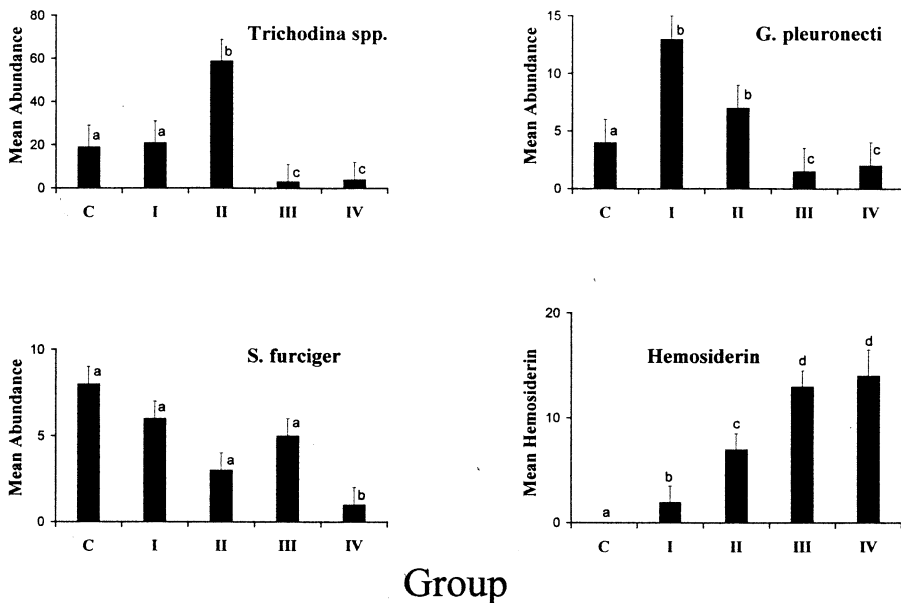 Trichodina spp.
Mean Abundance
80
60
40
20
0
a
a
b
c
c
C I II III IV
G. pleuronecti
Mean Abundance
15
10
5
0
a
b
b
c
c
C I II III IV
S. furciger
Mean Abundance
10
5
0
a
a
a
a
b
C I II III IV
Hemosiderin
Mean Hemosiderin
20
10
0
a
b
c
d
d
C I II III IV
Group